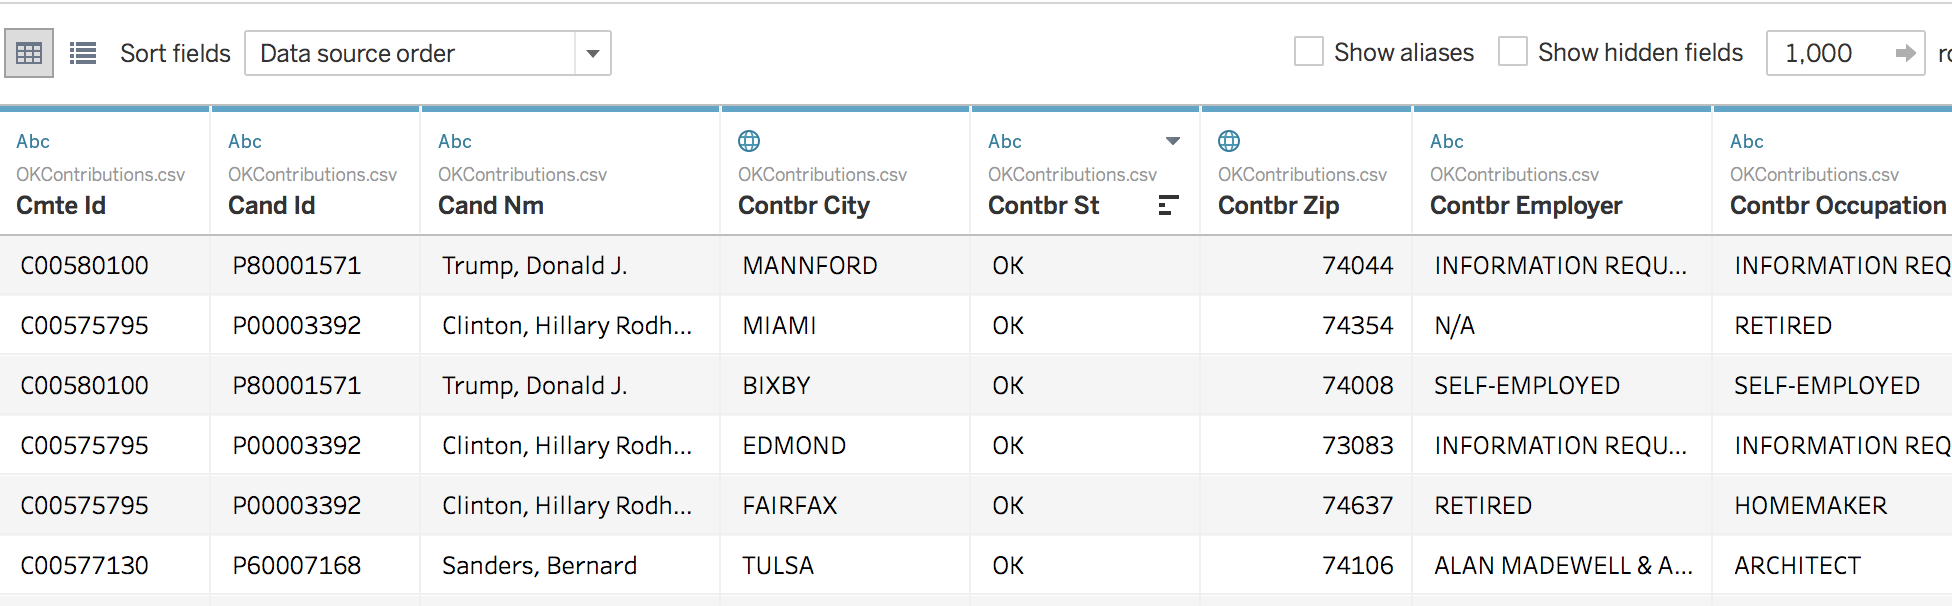 Sort fields Data source order Show aliases Show hidden fields 1,000
Abc Abc Abc Abc Abc Abc
OKContributions.csv OKContributions.csv OKContributions.csv OKContributions.csv OKContributions.csv OKContributions.csv OKContributions.csv OKContributions.csv
Cmte Id Cand Id Cand Nm Contbr City Contbr St Contbr Zip Contbr Employer Contbr Occupation
C00580100 P80001571 Trump, Donald J. MANNFORD OK 74044 INFORMATION REQU... INFORMATION REQ
C00575795 P00003392 Clinton, Hillary Rodh... MIAMI OK 74354 N/A RETIRED
C00580100 P80001571 Trump, Donald J. BIXBY OK 74008 SELF-EMPLOYED SELF-EMPLOYED
C00575795 P00003392 Clinton, Hillary Rodh... EDMOND OK 73083 INFORMATION REQU... INFORMATION REQ
C00575795 P00003392 Clinton, Hillary Rodh... FAIRFAX OK 74637 RETIRED HOMEMAKER
C00577130 P60007168 Sanders, Bernard TULSA OK 74106 ALAN MADEWELL & A... ARCHITECT